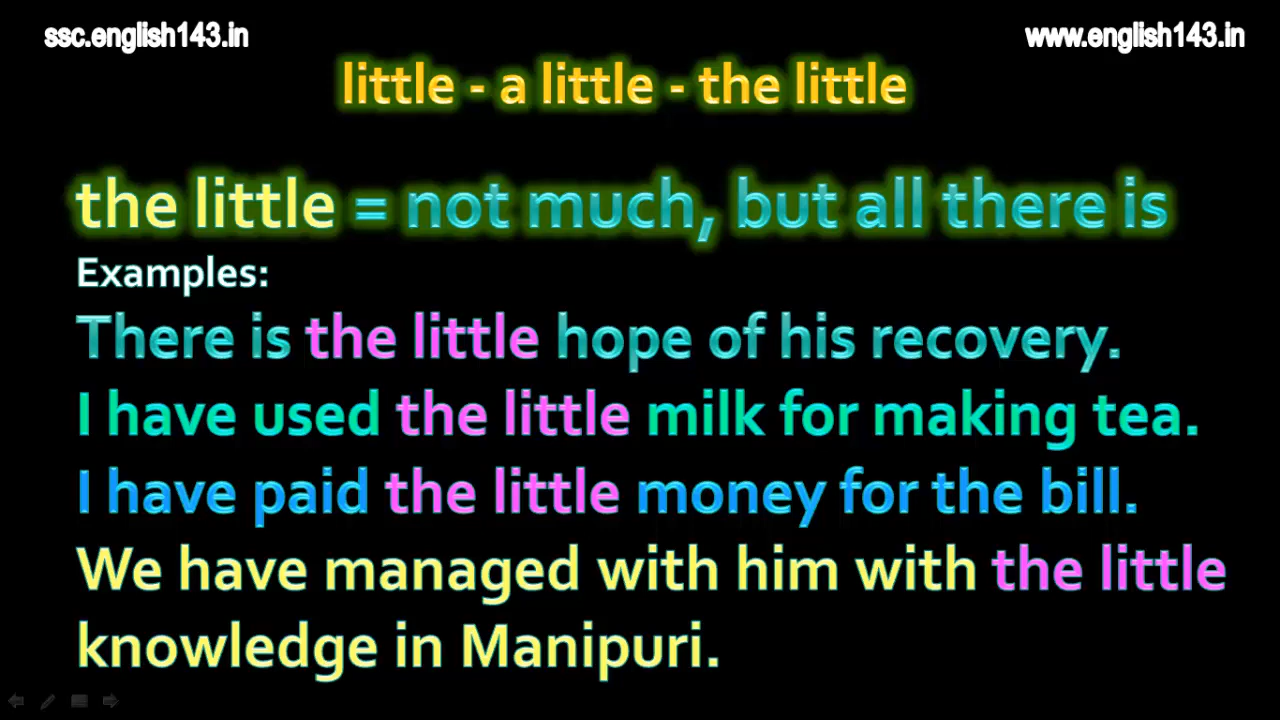 ssc.english143.in
www.english143.in
little - a little - the little
the little = not much, but all there is
Examples:
There is the little hope of his recovery.
I have used the little milk for making tea.
I have paid the little money for the bill.
We have managed with him with the little
knowledge in Manipuri.